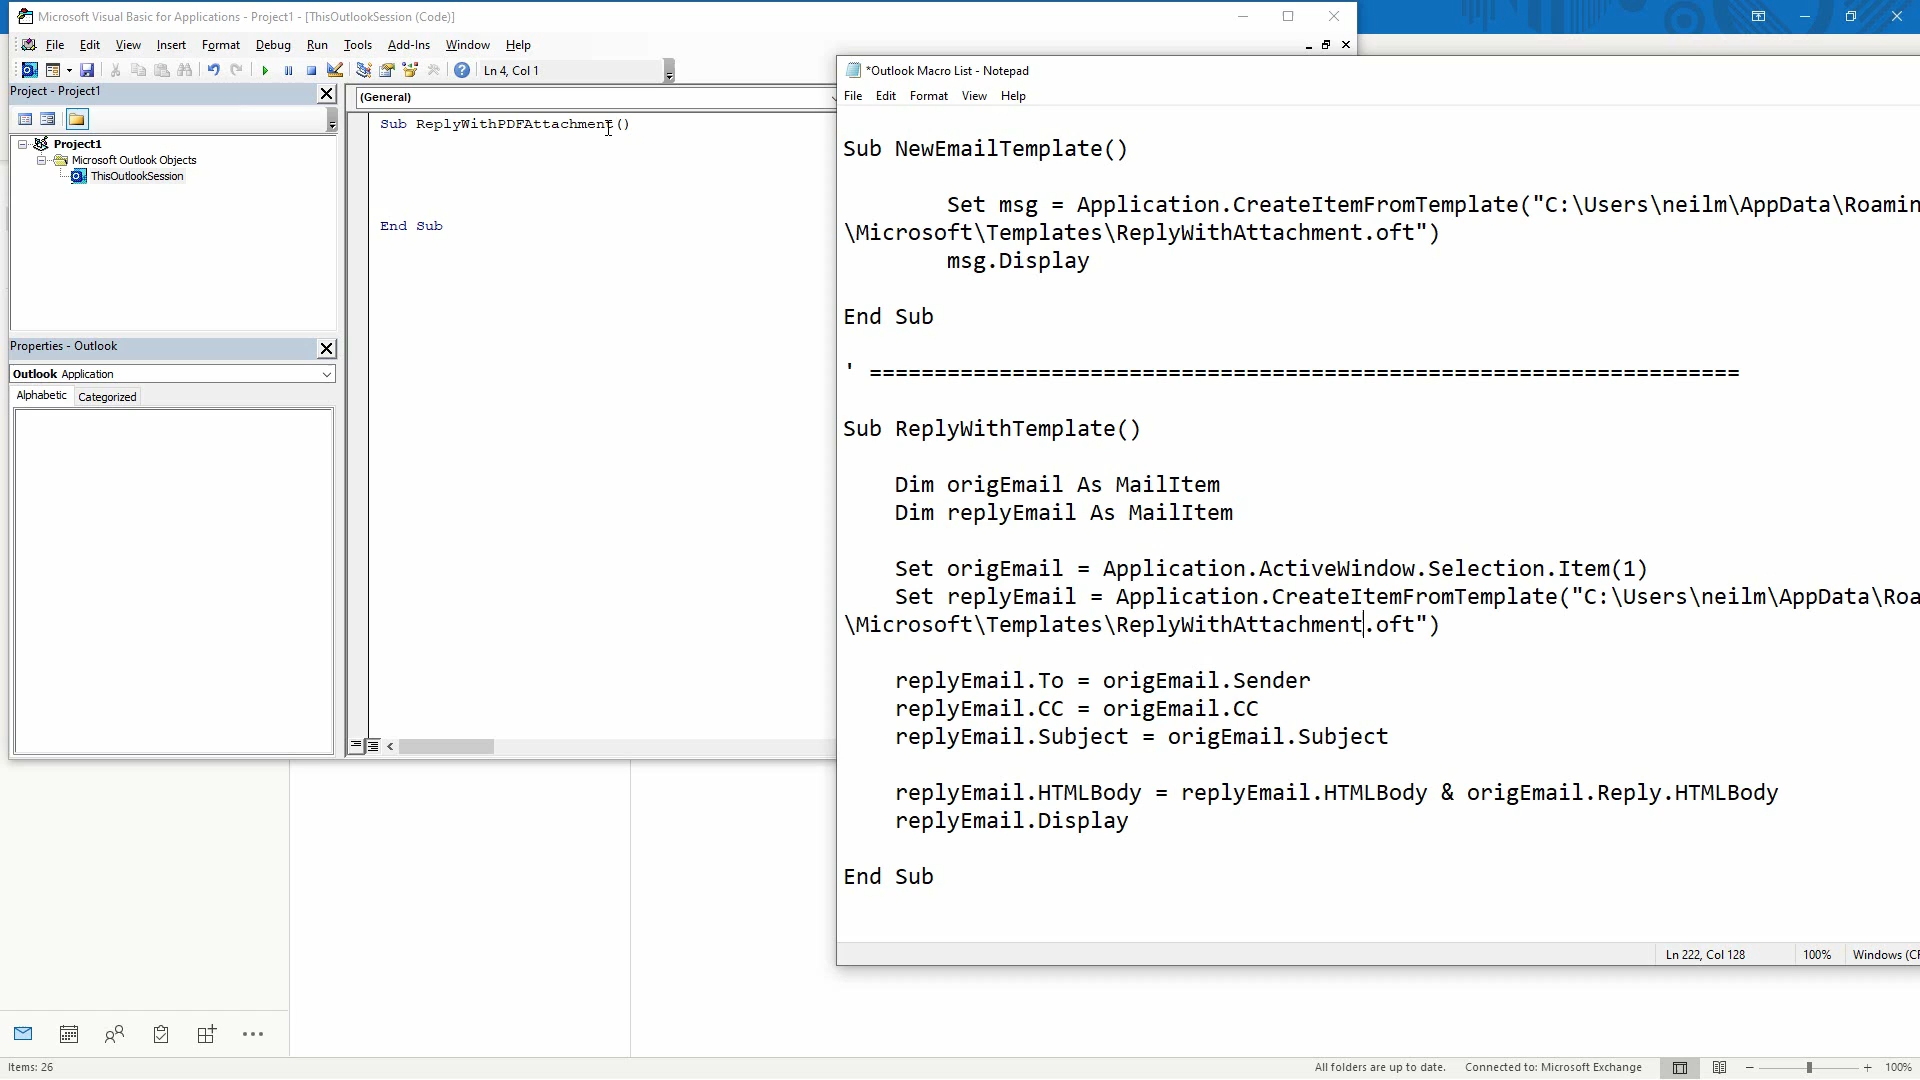 Microsoft Visual Basic for Applications - Project1 - [ThisOutlookSession (Code)]
File Edit View Insert Format Debug Run Tools Add-Ins Window Help
Ln 4, Col 1
Project - Project1
Project1
Microsoft Outlook Objects
ThisOutlookSession
Properties - Outlook
Outlook Application
Alphabetic Categorized
(General)
Sub ReplyWithPDFAttachment()
End Sub
*Outlook Macro List - Notepad
File Edit Format View Help
Sub NewEmailTemplate()
Set msg = Application.CreateItemFromTemplate("C:\Users\neilm\AppData\Roamin
\Microsoft\Templates\ReplyWithAttachment.oft")
msg.Display
End Sub
' ===================================================================
Sub ReplyWithTemplate()
Dim origEmail As MailItem
Dim replyEmail As MailItem
Set origEmail = Application.ActiveWindow.Selection.Item(1)
Set replyEmail = Application.CreateItemFromTemplate("C:\Users\neilm\AppData\Roa
\Microsoft\Templates\ReplyWithAttachment.oft")
replyEmail.To = origEmail.Sender
replyEmail.CC = origEmail.CC
replyEmail.Subject = origEmail.Subject
replyEmail.HTMLBody = replyEmail.HTMLBody & origEmail.Reply.HTMLBody
replyEmail.Display
End Sub
Ln 222, Col 128 100% Windows (CF
Items: 26
All folders are up to date. Connected to: Microsoft Exchange 100%